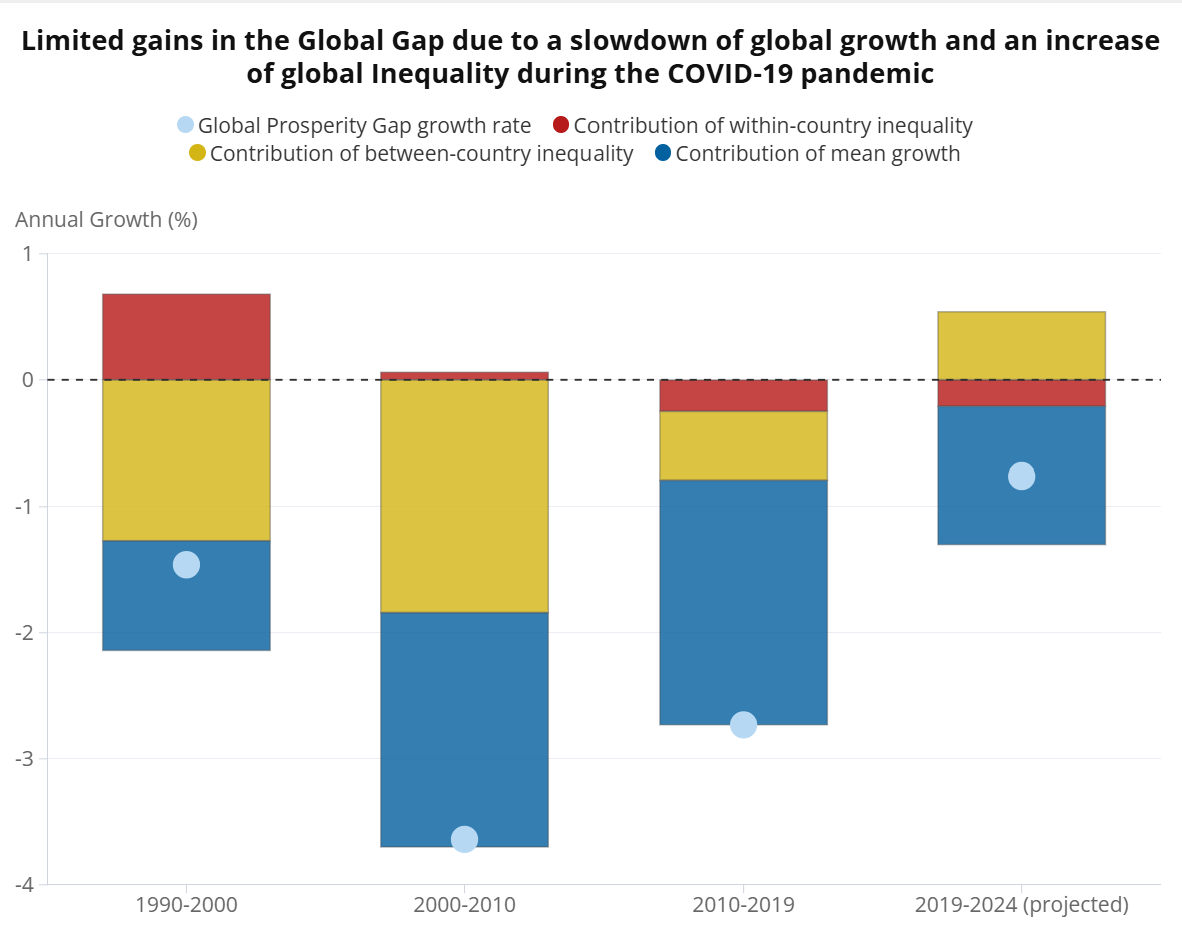 Limited gains in the Global Gap due to a slowdown of global growth and an increase
of global Inequality during the COVID-19 pandemic
Global Prosperity Gap growth rate Contribution of within-country inequality
Contribution of between-country inequality Contribution of mean growth
Annual Growth (%)
1
0
-1
-2
-3
-4
1990-2000 2000-2010 2010-2019 2019-2024 (projected)